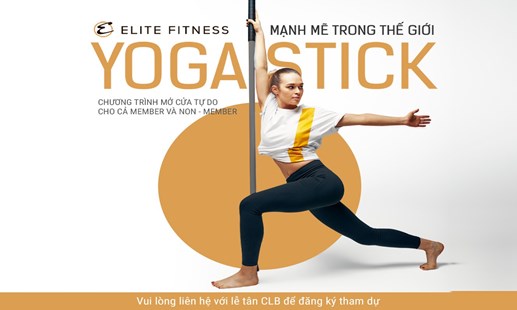 ELITE FITNESS
MẠNH MẼ TRONG THẾ GIỚI
YOGA STICK
CHƯƠNG TRÌNH MỞ CỬA TỰ DO
CHO CẢ MEMBER VÀ NON - MEMBER
Vui lòng liên hệ với lễ tân CLB để đăng ký tham dự